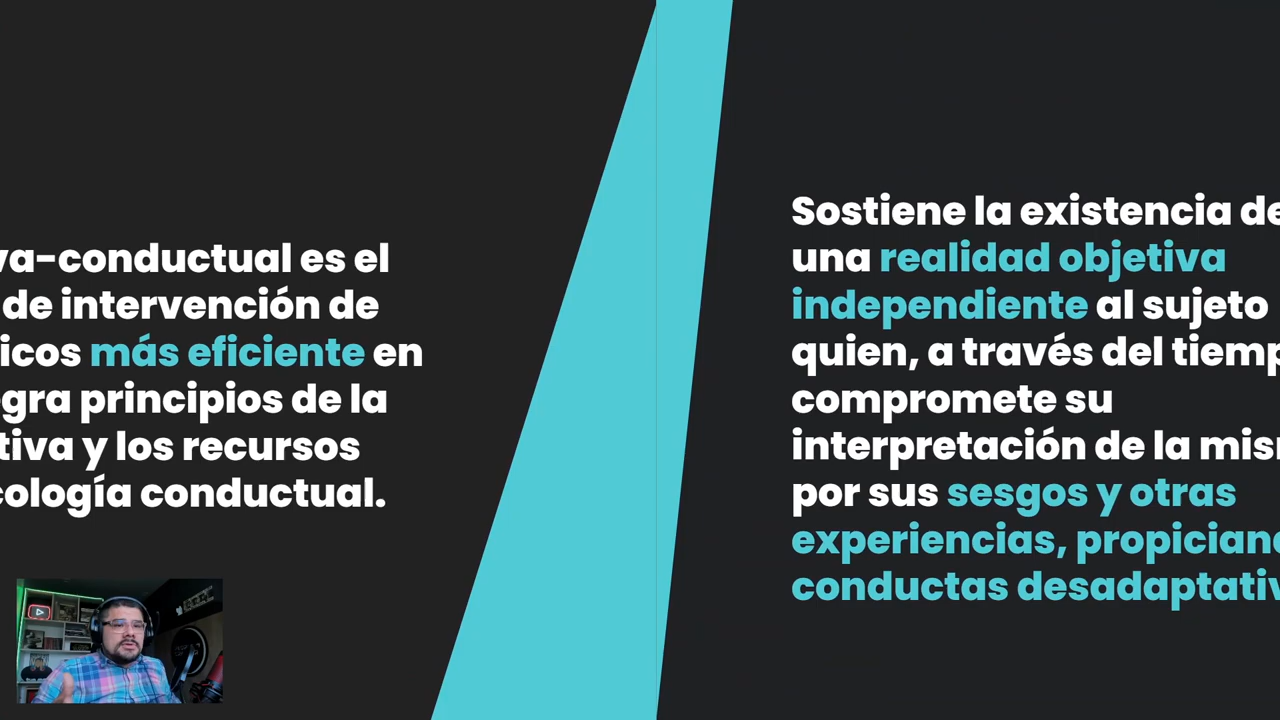 va-conductual es el
de intervención de
icos más eficiente en
gra principios de la
tiva y los recursos
cología conductual.
Sostiene la existencia de
una realidad objetiva
independiente al sujeto
quien, a través del tiemp
compromete su
interpretación de la mis
por sus sesgos y otras
experiencias, propiciand
conductas desadaptativ